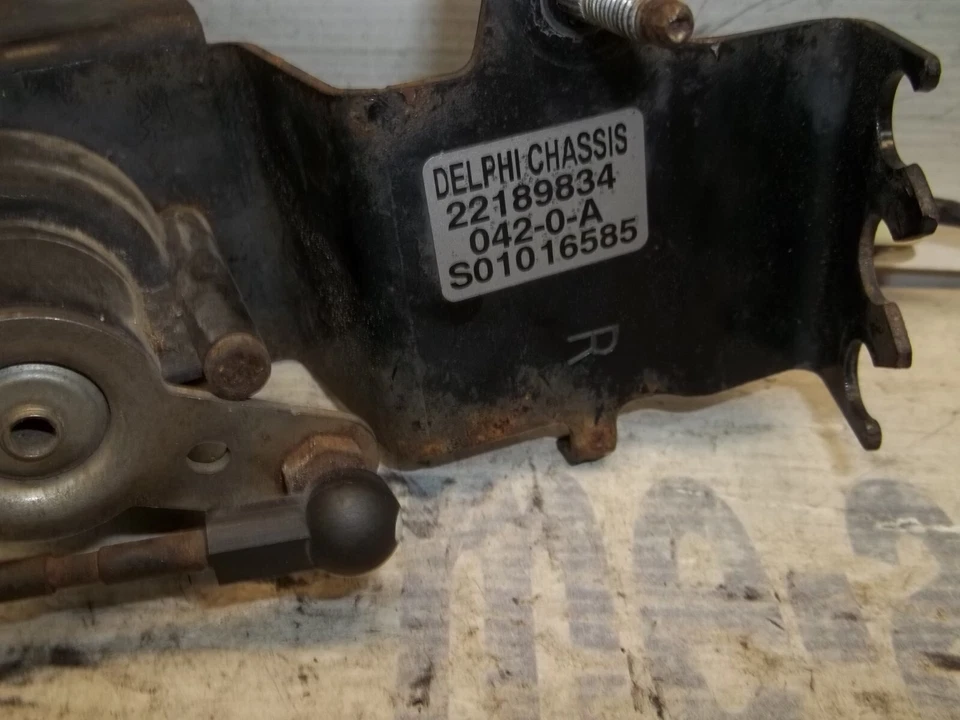 DELPHI CHASSIS
22189834
042-0-A
S01016585
R